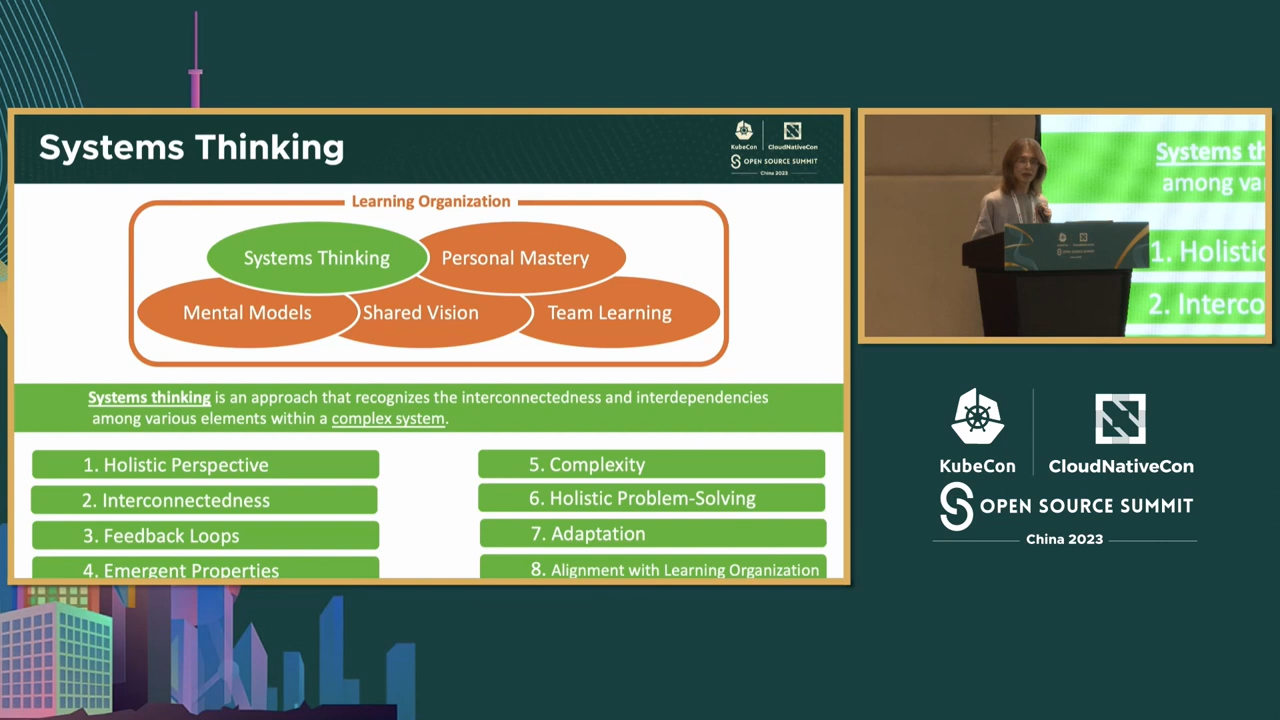 Systems Thinking
KubeCon
CloudNativeCon
OPEN SOURCE SUMMIT
China 2023
Learning Organization
Systems Thinking
Personal Mastery
Mental Models
Shared Vision
Team Learning
Systems thinking is an approach that recognizes the interconnectedness and interdependencies
among various elements within a complex system.
1. Holistic Perspective
2. Interconnectedness
3. Feedback Loops
4. Emergent Properties
5. Complexity
6. Holistic Problem-Solving
7. Adaptation
8. Alignment with Learning Organization
Systems th
among va
1. Holistic
2. Interco
KubeCon
CloudNativeCon
OPEN SOURCE SUMMIT
China 2023